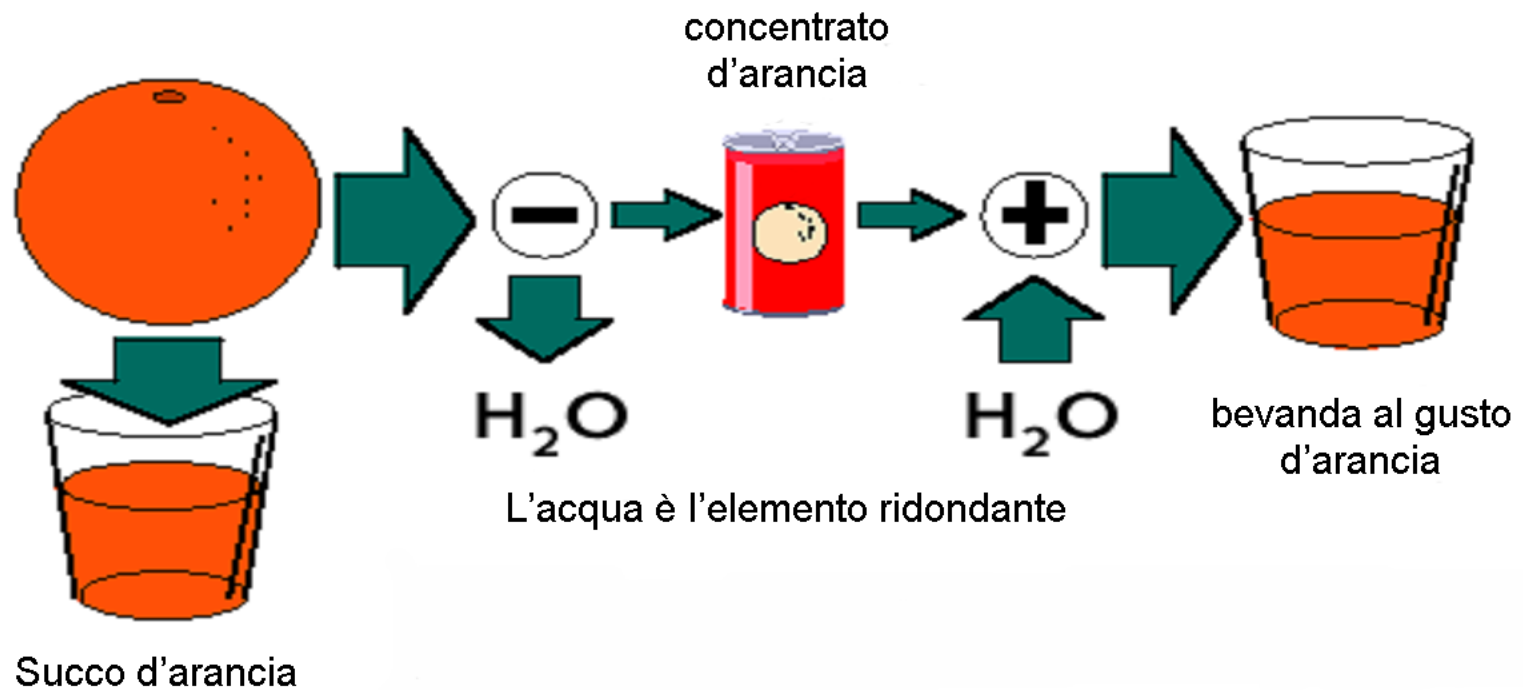 concentrato
d’arancia
H₂O
H₂O
bevanda al gusto
d’arancia
L’acqua è l’elemento ridondante
Succo d’arancia